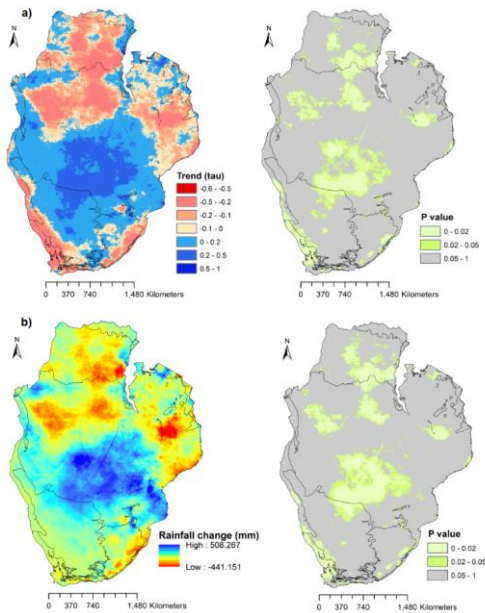 a)
N
N
Trend (tau)
-0.6 - -0.5
-0.5 - -0.2
-0.2 - -0.1
-0.1 - 0
0 - 0.2
0.2 - 0.5
0.5 - 1
P value
0 - 0.02
0.02 - 0.05
0.05 - 1
0 370 740 1,480 Kilometers
0 370 740 1,480 Kilometers
b)
N
N
Rainfall change (mm)
High : 508.267
Low : -441.151
P value
0 - 0.02
0.02 - 0.05
0.05 - 1
0 370 740 1,480 Kilometers
0 370 740 1,480 Kilometers